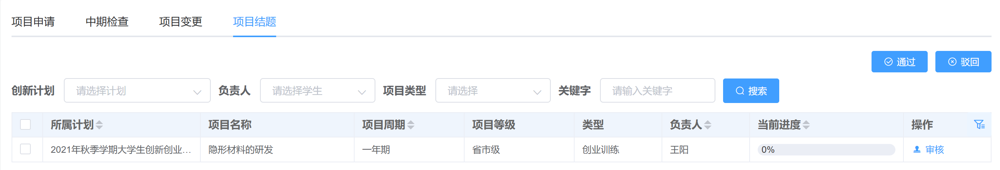 项目申请 中期检查 项目变更 项目结题
通过 驳回
创新计划 请选择计划 负责人 请选择学生 项目类型 请选择 关键字 请输入关键字 搜索
所属计划 项目名称 项目周期 项目等级 类型 负责人 当前进度 操作
2021年秋季学期大学生创新创业... 隐形材料的研发 一年期 省市级 创业训练 王阳 0% 审核